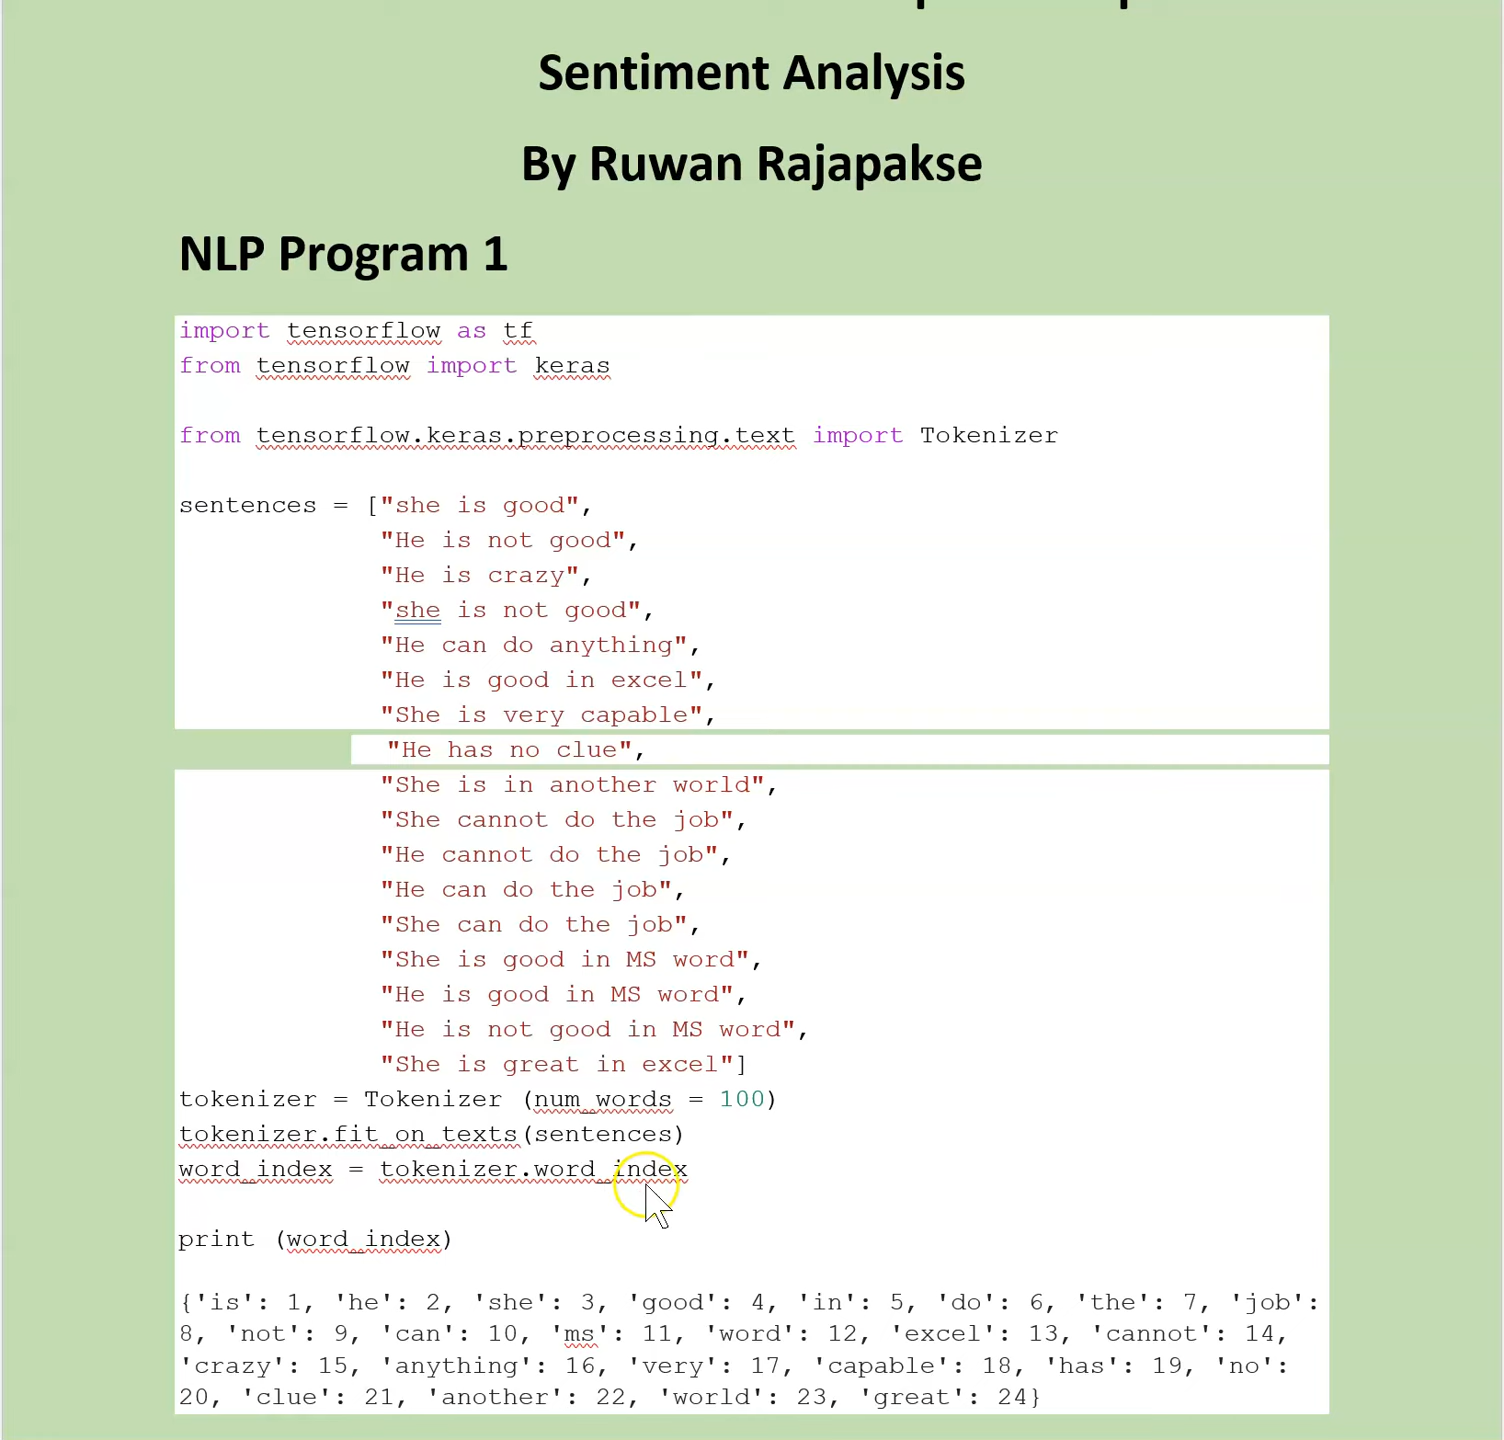 Sentiment Analysis
By Ruwan Rajapakse
NLP Program 1
import tensorflow as tf
from tensorflow import keras
from tensorflow.keras.preprocessing.text import Tokenizer
sentences = ["she is good",
"He is not good",
"He is crazy",
"she is not good",
"He can do anything",
"He is good in excel",
"She is very capable",
"He has no clue",
"She is in another world",
"She cannot do the job",
"He cannot do the job",
"He can do the job",
"She can do the job",
"She is good in MS word",
"He is good in MS word",
"He is not good in MS word",
"She is great in excel"]
tokenizer = Tokenizer (num_words = 100)
tokenizer.fit_on_texts(sentences)
word_index = tokenizer.word_index
print (word_index)
{'is': 1, 'he': 2, 'she': 3, 'good': 4, 'in': 5, 'do': 6, 'the': 7, 'job':
8, 'not': 9, 'can': 10, 'ms': 11, 'word': 12, 'excel': 13, 'cannot': 14,
'crazy': 15, 'anything': 16, 'very': 17, 'capable': 18, 'has': 19, 'no':
20, 'clue': 21, 'another': 22, 'world': 23, 'great': 24}